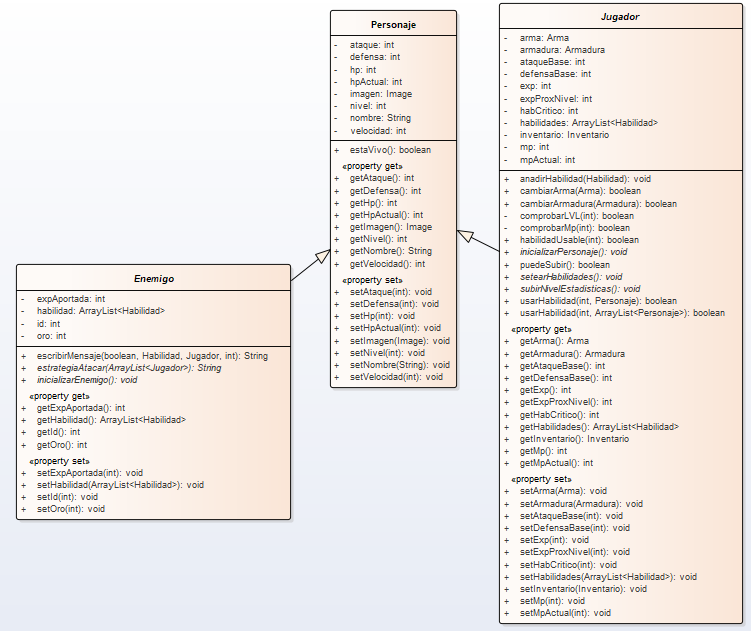 Personaje
- ataque: int
- defensa: int
- hp: int
- hpActual: int
- imagen: Image
- nivel: int
- nombre: String
- velocidad: int
+ estaVivo(): boolean
«property get»
+ getAtaque(): int
+ getDefensa(): int
+ getHp(): int
+ getHpActual(): int
+ getImagen(): Image
+ getNivel(): int
+ getNombre(): String
+ getVelocidad(): int
«property set»
+ setAtaque(int): void
+ setDefensa(int): void
+ setHp(int): void
+ setHpActual(int): void
+ setImagen(Image): void
+ setNivel(int): void
+ setNombre(String): void
+ setVelocidad(int): void
Jugador
- arma: Arma
- armadura: Armadura
- ataqueBase: int
- defensaBase: int
- exp: int
- expProxNivel: int
- habCritico: int
- habilidades: ArrayList<Habilidad>
- inventario: Inventario
- mp: int
- mpActual: int
+ anadirHabilidad(Habilidad): void
+ cambiarArma(Arma): boolean
+ cambiarArmadura(Armadura): boolean
- comprobarLVL(int): boolean
- comprobarMp(int): boolean
+ habilidadUsable(int): boolean
+ inicializarPersonaje(): void
+ puedeSubir(): boolean
+ setearHabilidades(): void
+ subirNivelEstadisticas(): void
+ usarHabilidad(int, Personaje): boolean
+ usarHabilidad(int, ArrayList<Personaje>): boolean
«property get»
+ getArma(): Arma
+ getArmadura(): Armadura
+ getAtaqueBase(): int
+ getDefensaBase(): int
+ getExp(): int
+ getExpProxNivel(): int
+ getHabCritico(): int
+ getHabilidades(): ArrayList<Habilidad>
+ getInventario(): Inventario
+ getMp(): int
+ getMpActual(): int
«property set»
+ setArma(Arma): void
+ setArmadura(Armadura): void
+ setAtaqueBase(int): void
+ setDefensaBase(int): void
+ setExp(int): void
+ setExpProxNivel(int): void
+ setHabCritico(int): void
+ setHabilidades(ArrayList<Habilidad>): void
+ setInventario(Inventario): void
+ setMp(int): void
+ setMpActual(int): void
Enemigo
- expAportada: int
- habilidad: ArrayList<Habilidad>
- id: int
- oro: int
+ escribirMensaje(boolean, Habilidad, Jugador, int): String
+ estrategiaAtacar(ArrayList<Jugador>): String
+ inicializarEnemigo(): void
«property get»
+ getExpAportada(): int
+ getHabilidad(): ArrayList<Habilidad>
+ getId(): int
+ getOro(): int
«property set»
+ setExpAportada(int): void
+ setHabilidad(ArrayList<Habilidad>): void
+ setId(int): void
+ setOro(int): void